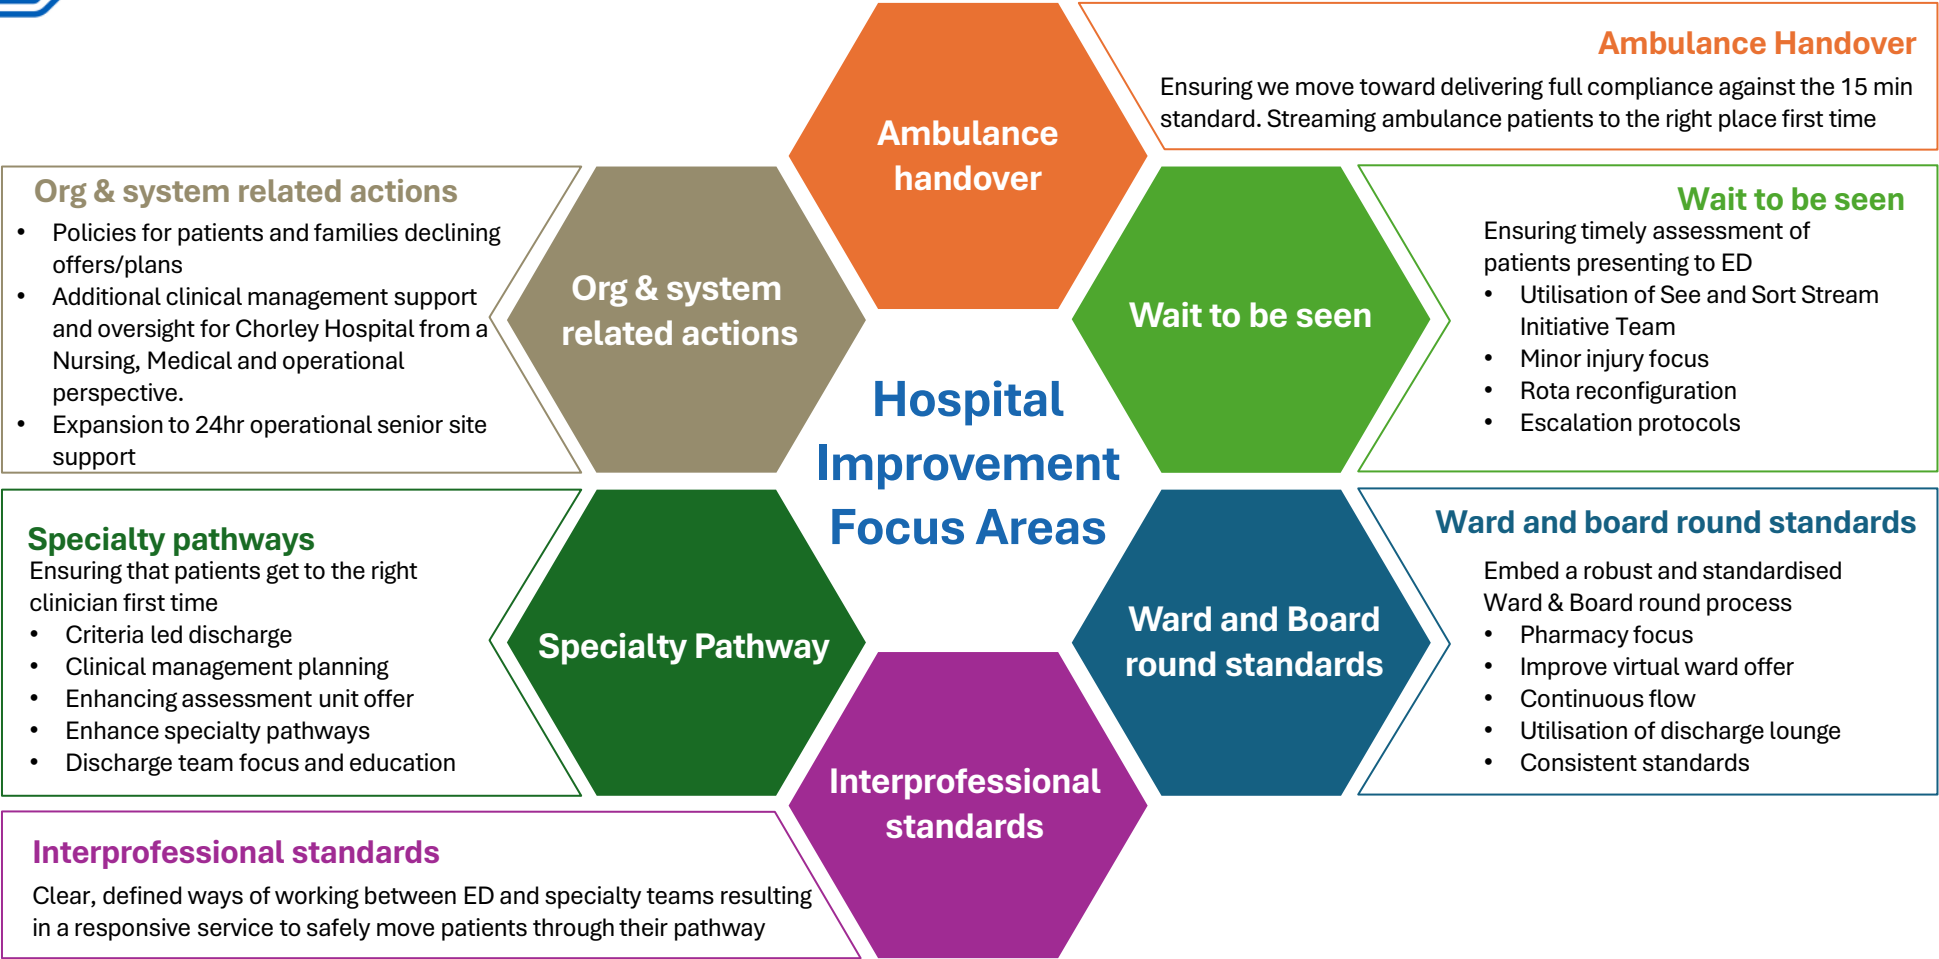 Ambulance Handover
Ensuring we move toward delivering full compliance against the 15 min
standard. Streaming ambulance patients to the right place first time
Ambulance
handover
Org & system related actions
• Policies for patients and families declining
offers/plans
• Additional clinical management support
and oversight for Chorley Hospital from a
Nursing, Medical and operational
perspective.
• Expansion to 24hr operational senior site
support
Org & system
related actions
Wait to be seen
Wait to be seen
Ensuring timely assessment of
patients presenting to ED
• Utilisation of See and Sort Stream
Initiative Team
• Minor injury focus
• Rota reconfiguration
• Escalation protocols
Hospital
Improvement
Focus Areas
Specialty pathways
Ensuring that patients get to the right
clinician first time
• Criteria led discharge
• Clinical management planning
• Enhancing assessment unit offer
• Enhance specialty pathways
• Discharge team focus and education
Specialty Pathway
Ward and Board
round standards
Ward and board round standards
Embed a robust and standardised
Ward & Board round process
• Pharmacy focus
• Improve virtual ward offer
• Continuous flow
• Utilisation of discharge lounge
• Consistent standards
Interprofessional
standards
Interprofessional standards
Clear, defined ways of working between ED and specialty teams resulting
in a responsive service to safely move patients through their pathway